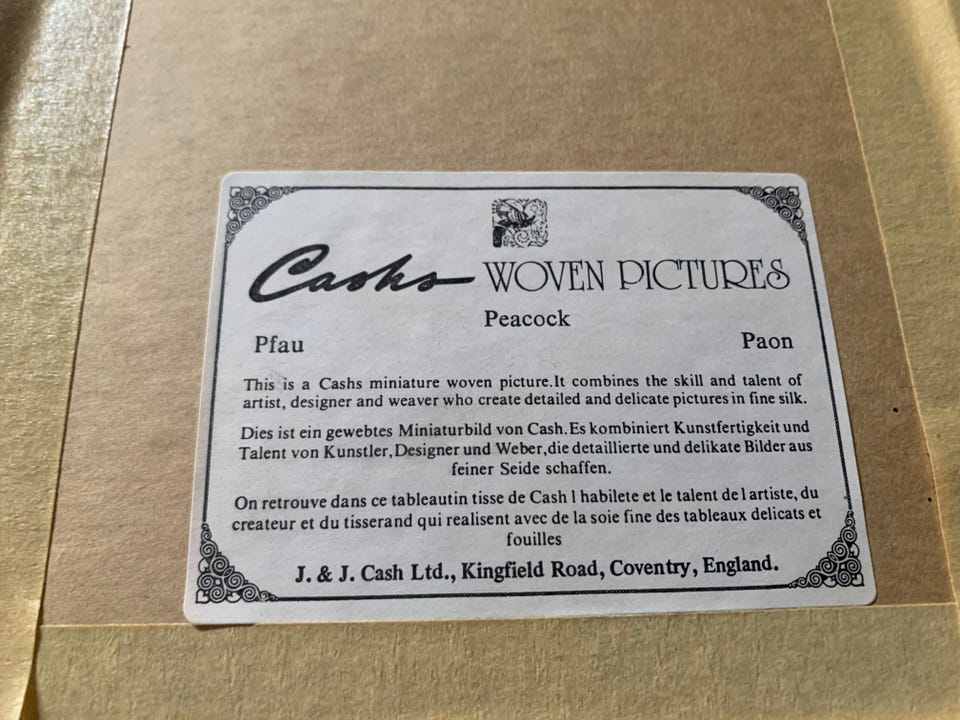 Cashs WOVEN PICTURES
Peacock
Pfau Paon
This is a Cashs miniature woven picture.It combines the skill and talent of
artist, designer and weaver who create detailed and delicate pictures in fine silk.
Dies ist ein gewebtes Miniaturbild von Cash.Es kombiniert Kunstfertigkeit und
Talent von Kunstler,Designer und Weber,die detaillierte und delikate Bilder aus
feiner Seide schaffen.
On retrouve dans ce tableautin tisse de Cash l habilete et le talent de l artiste, du
createur et du tisserand qui realisent avec de la soie fine des tableaux delicats et
fouilles
J. & J. Cash Ltd., Kingfield Road, Coventry, England.